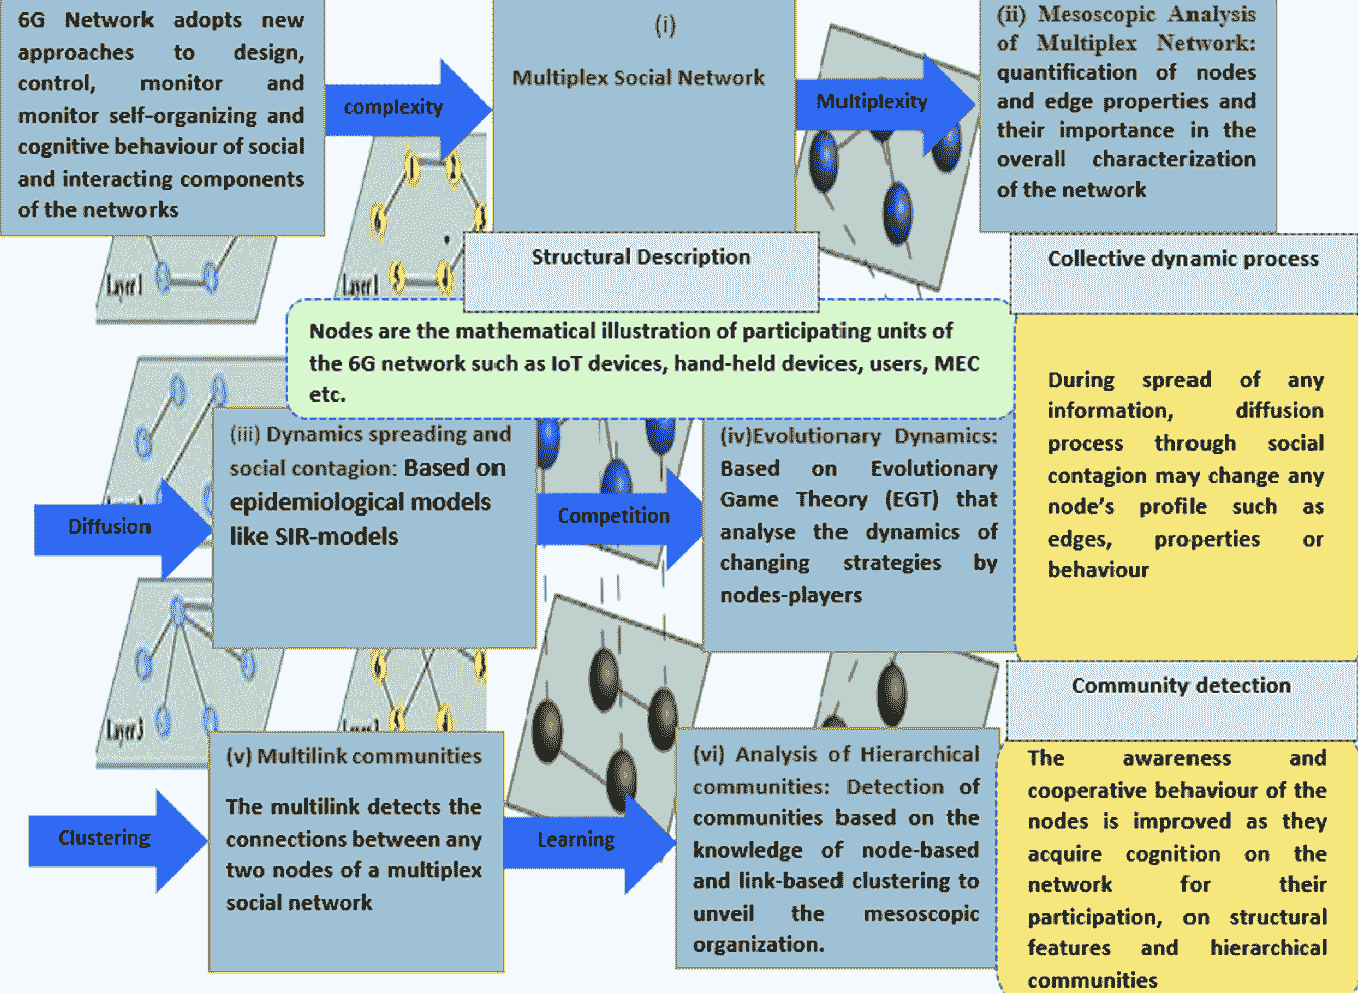 6G Network adopts new
approaches to design,
control, monitor and
monitor self-organizing and
cognitive behaviour of social
and interacting components
of the networks
complexity
(i)
Multiplex Social Network
Multiplexity
(ii) Mesoscopic Analysis
of Multiplex Network:
quantification of nodes
and edge properties and
their importance in the
overall characterization
of the network
Layer1
Layer1
Structural Description
Collective dynamic process
Nodes are the mathematical illustration of participating units of
the 6G network such as IoT devices, hand-held devices, users, MEC
etc.
During spread of any
information, diffusion
process through social
contagion may change any
node's profile such as
edges, properties or
behaviour
Diffusion
(iii) Dynamics spreading and
social contagion: Based on
epidemiological models
like SIR-models
Competition
(iv)Evolutionary Dynamics:
Based on Evolutionary
Game Theory (EGT) that
analyse the dynamics of
changing strategies by
nodes-players
Layer3
Community detection
Clustering
(v) Multilink communities
The multilink detects the
connections between any
two nodes of a multiplex
social network
Learning
(vi) Analysis of Hierarchical
communities: Detection of
communities based on the
knowledge of node-based
and link-based clustering to
unveil the mesoscopic
organization.
The awareness and
cooperative behaviour of the
nodes is improved as they
acquire cognition on the
network for their
participation, on structural
features and hierarchical
communities